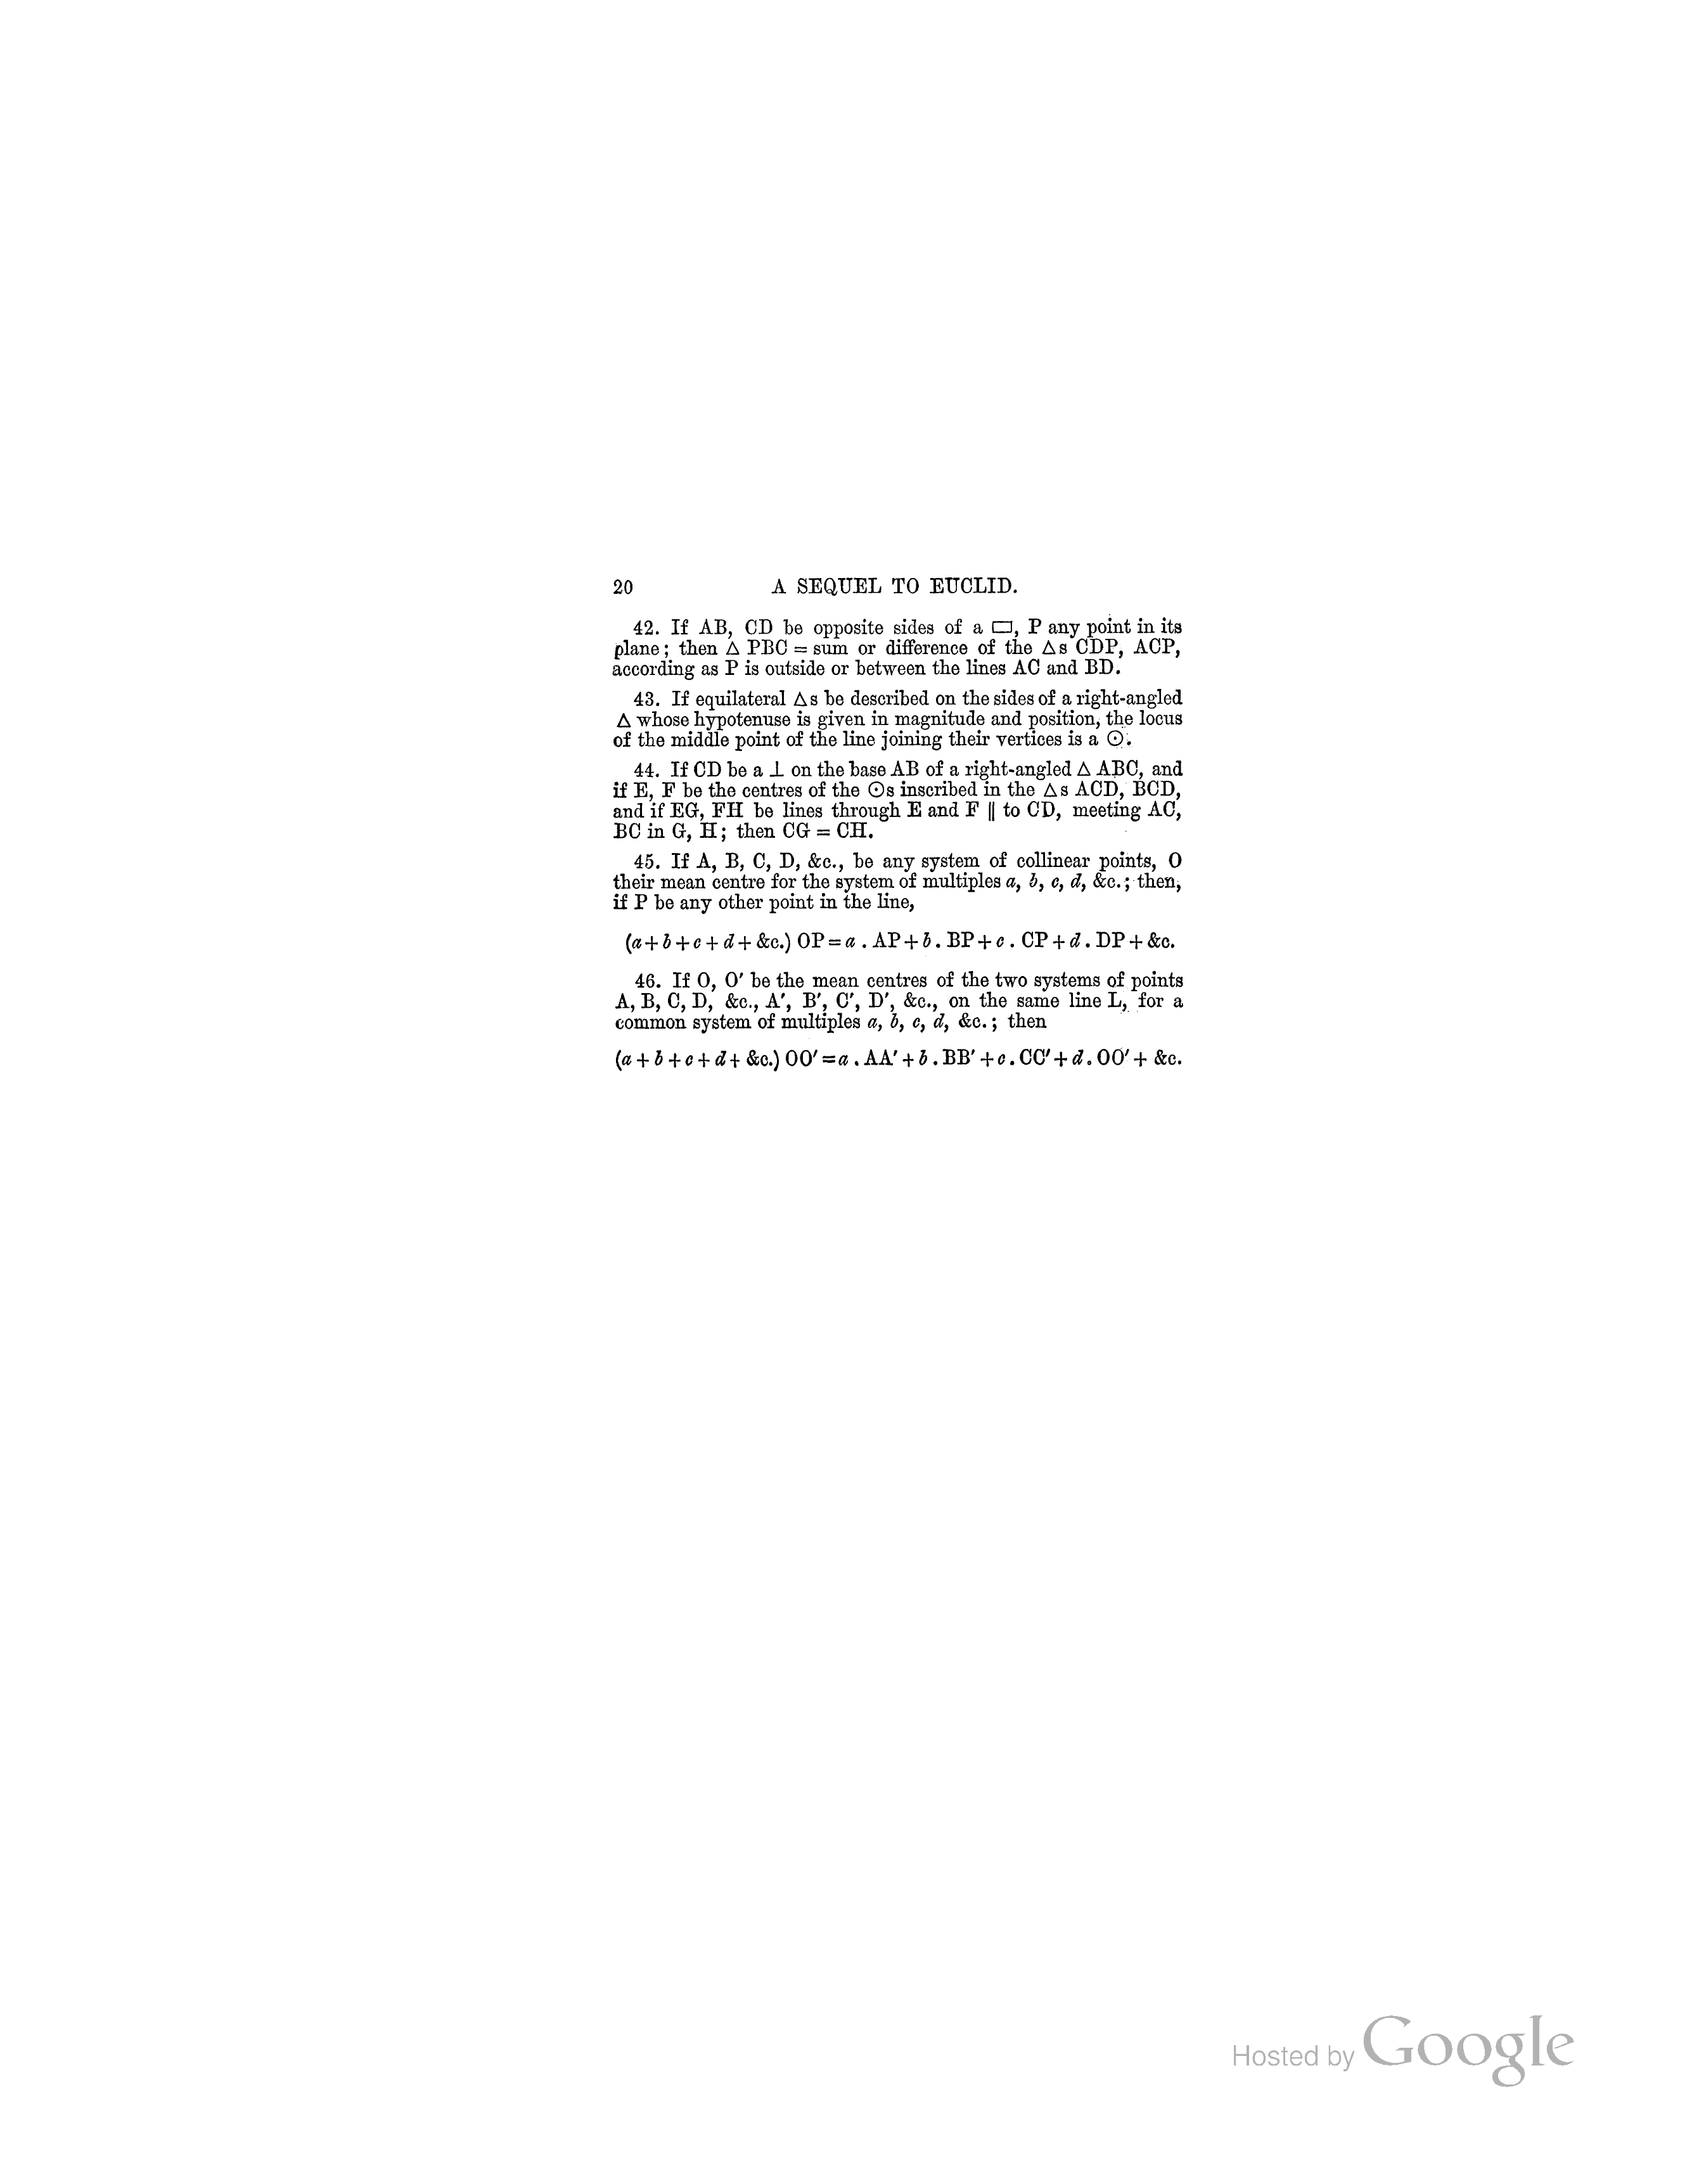 20 A SEQUEL TO EUCLID.
42. If AB, CD be opposite sides of a ▭, P any point in its
plane; then △ PBC = sum or difference of the △s CDP, ACP,
according as P is outside or between the lines AC and BD.
43. If equilateral △s be described on the sides of a right-angled
△ whose hypotenuse is given in magnitude and position, the locus
of the middle point of the line joining their vertices is a ⊙.
44. If CD be a ⊥ on the base AB of a right-angled △ ABC, and
if E, F be the centres of the ⊙s inscribed in the △s ACD, BCD,
and if EG, FH be lines through E and F ∥ to CD, meeting AC,
BC in G, H; then CG = CH.
45. If A, B, C, D, &c., be any system of collinear points, O
their mean centre for the system of multiples a, b, c, d, &c.; then,
if P be any other point in the line,
(a + b + c + d + &c.) OP = a . AP + b . BP + c . CP + d . DP + &c.
46. If O, O′ be the mean centres of the two systems of points
A, B, C, D, &c., A′, B′, C′, D′, &c., on the same line L, for a
common system of multiples a, b, c, d, &c.; then
(a + b + c + d + &c.) OO′ = a . AA′ + b . BB′ + c . CC′ + d . OO′ + &c.
Hosted by Google